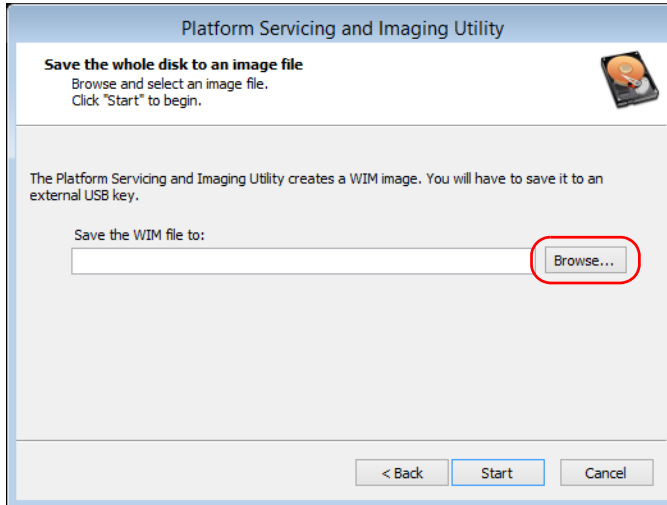 Platform Servicing and Imaging Utility
Save the whole disk to an image file
Browse and select an image file.
Click "Start" to begin.
The Platform Servicing and Imaging Utility creates a WIM image. You will have to save it to an
external USB key.
Save the WIM file to:
Browse...
< Back
Start
Cancel